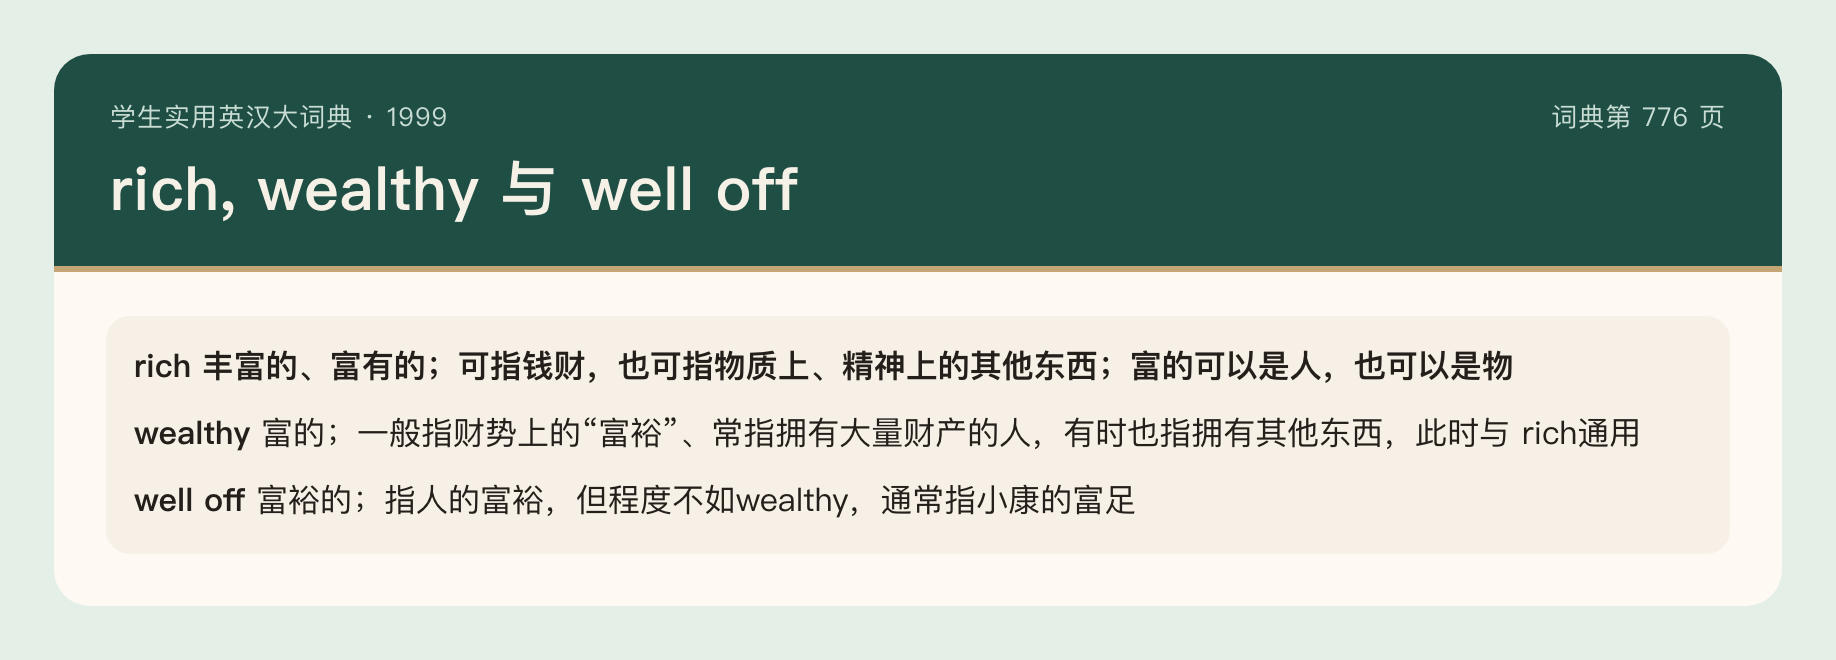 学生实用英汉大词典 · 1999
词典第 776 页
rich, wealthy 与 well off
rich 丰富的、富有的；可指钱财，也可指物质上、精神上的其他东西；富的可以是人，也可以是物
wealthy 富的；一般指财势上的“富裕”、常指拥有大量财产的人，有时也指拥有其他东西，此时与 rich通用
well off 富裕的；指人的富裕，但程度不如wealthy，通常指小康的富足